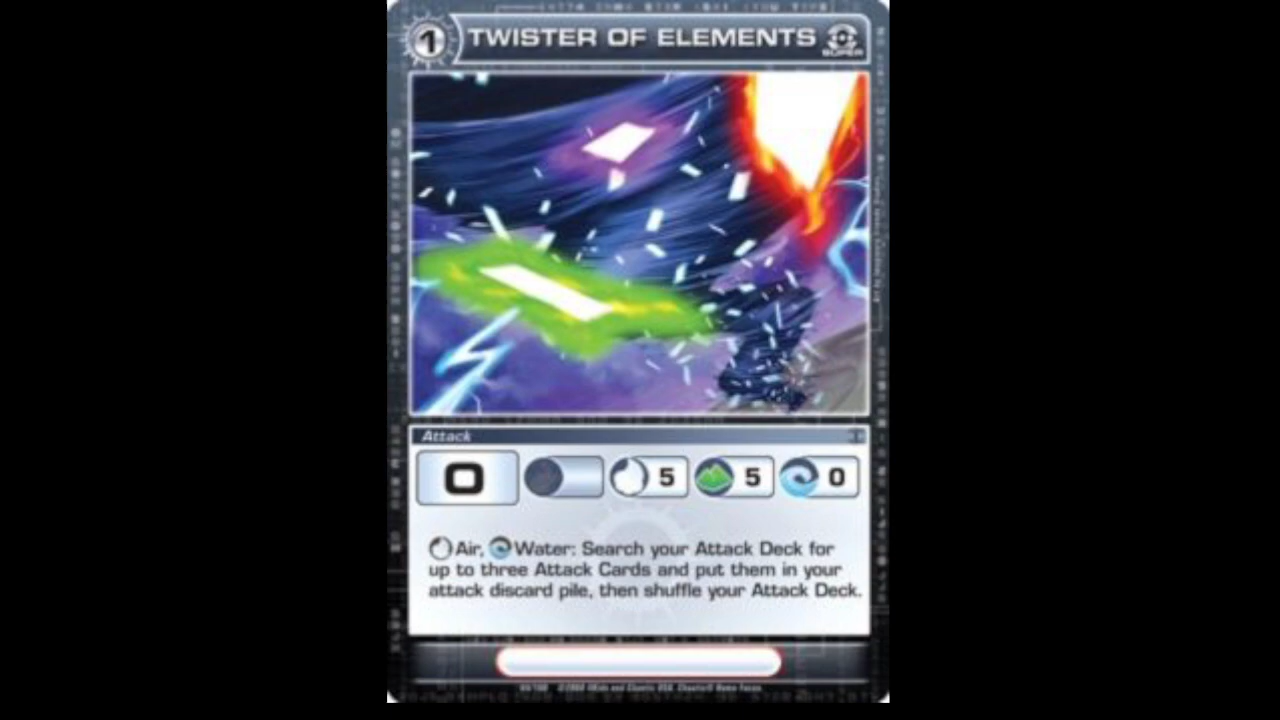 1 TWISTER OF ELEMENTS SUPER
Attack
0 5 5 0
Air, Water: Search your Attack Deck for
up to three Attack Cards and put them in your
attack discard pile, then shuffle your Attack Deck.